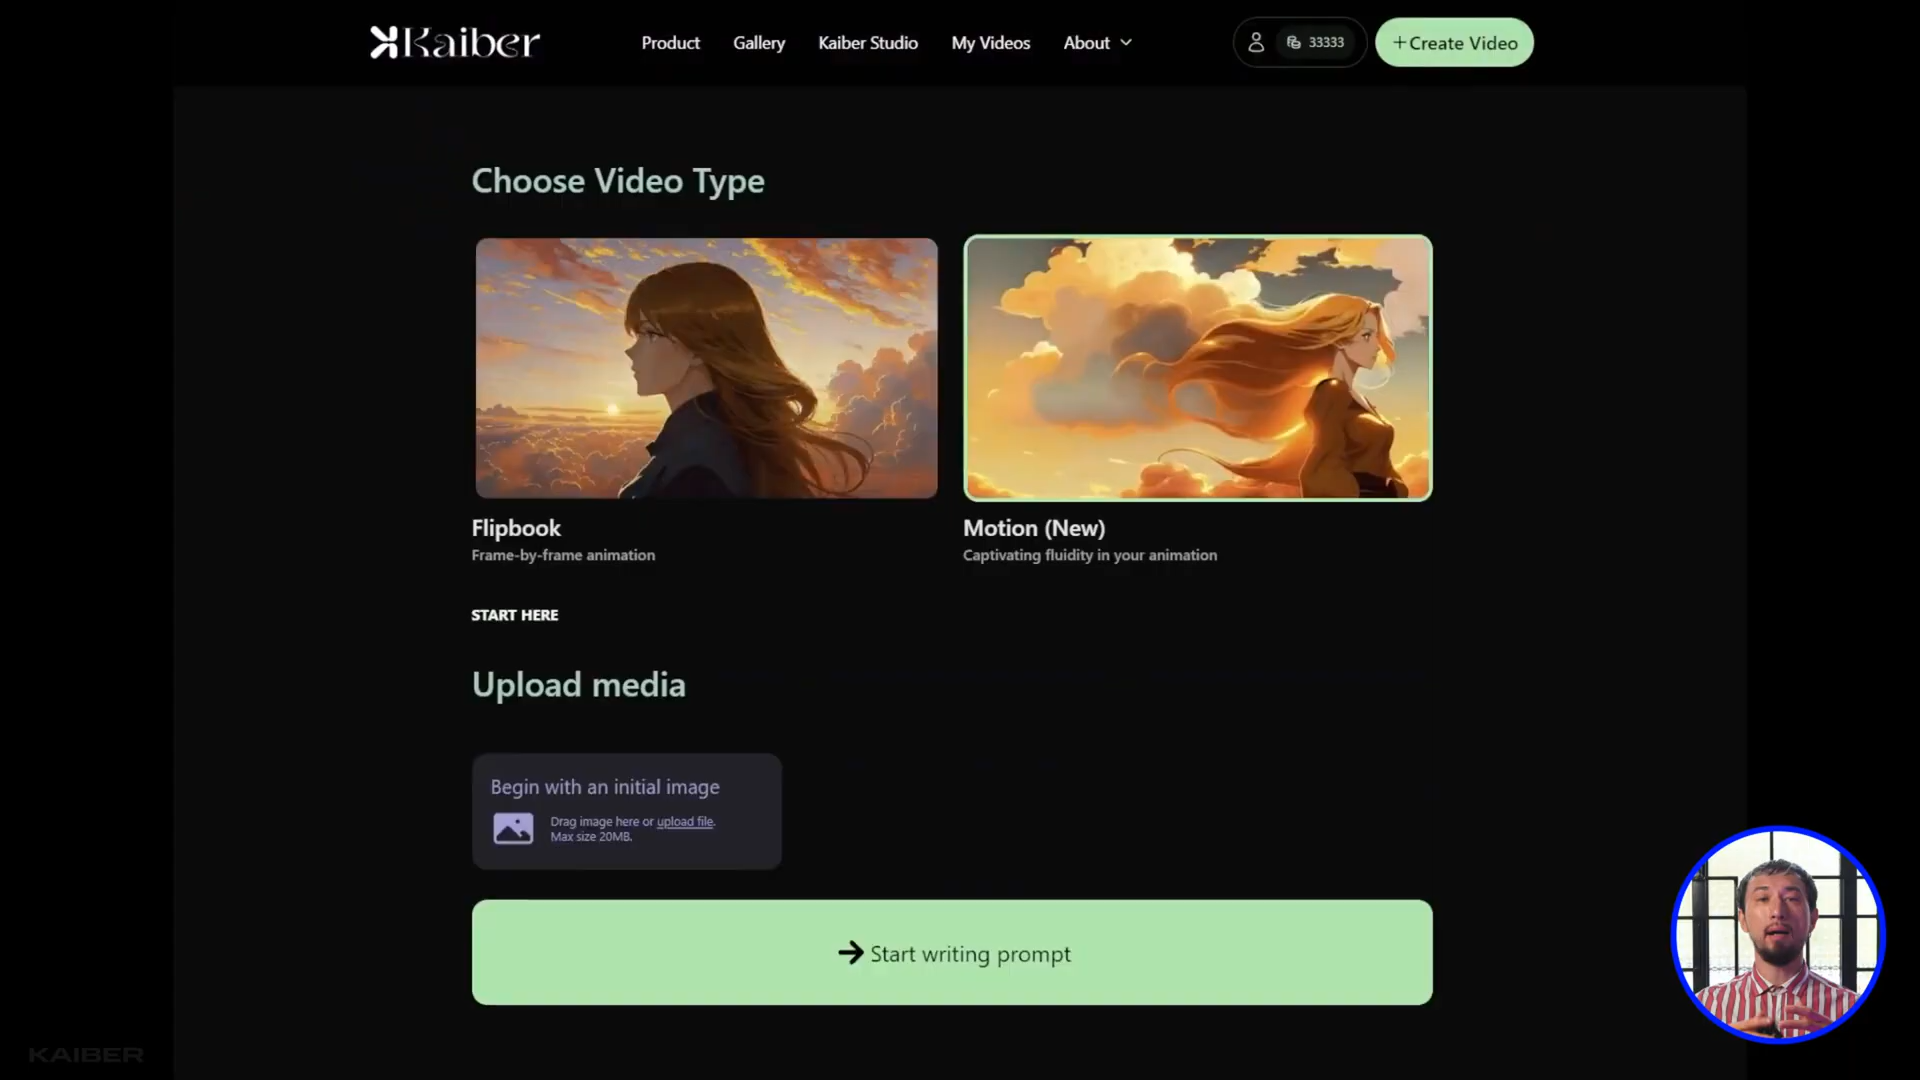 Kaiber
Product
Gallery
Kaiber Studio
My Videos
About
33333
+Create Video
Choose Video Type
Flipbook
Frame-by-frame animation
Motion (New)
Captivating fluidity in your animation
START HERE
Upload media
Begin with an initial image
Drag image here or upload file.
Max size 20MB.
Start writing prompt
KAIBER